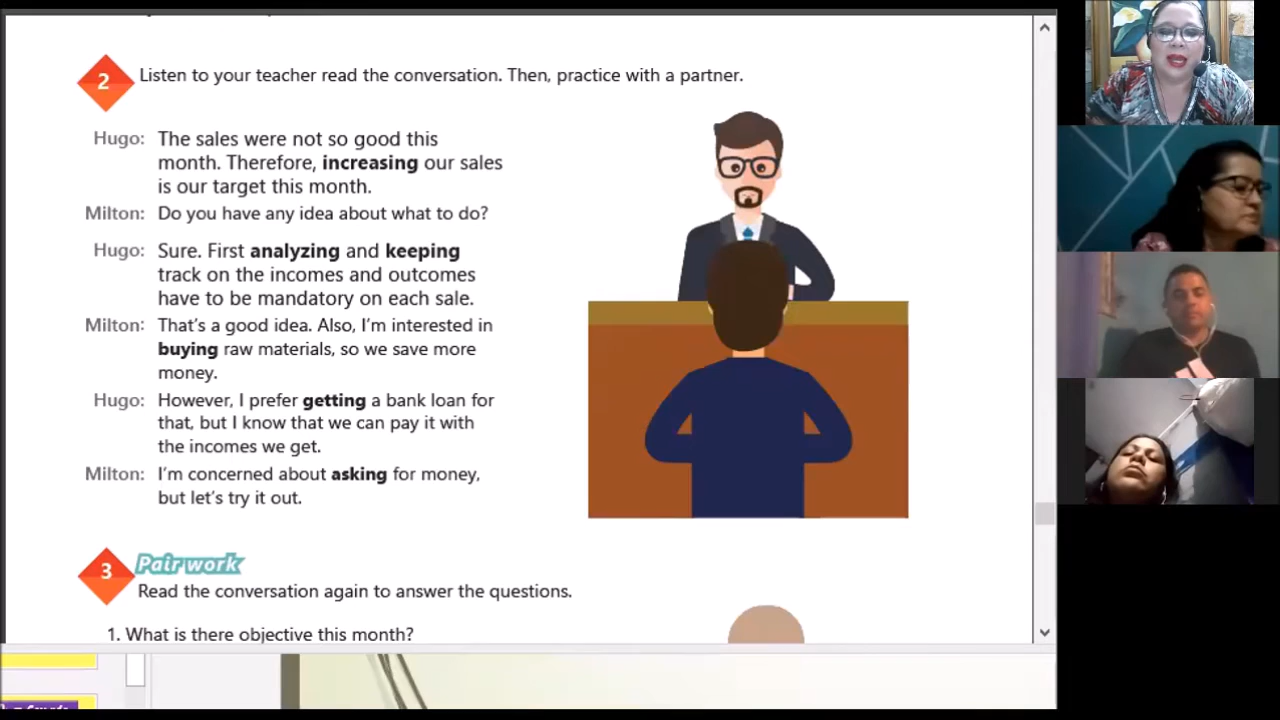 2 Listen to your teacher read the conversation. Then, practice with a partner.
Hugo: The sales were not so good this
month. Therefore, increasing our sales
is our target this month.
Milton: Do you have any idea about what to do?
Hugo: Sure. First analyzing and keeping
track on the incomes and outcomes
have to be mandatory on each sale.
Milton: That's a good idea. Also, I'm interested in
buying raw materials, so we save more
money.
Hugo: However, I prefer getting a bank loan for
that, but I know that we can pay it with
the incomes we get.
Milton: I'm concerned about asking for money,
but let's try it out.
3 Pair work
Read the conversation again to answer the questions.
1. What is there objective this month?